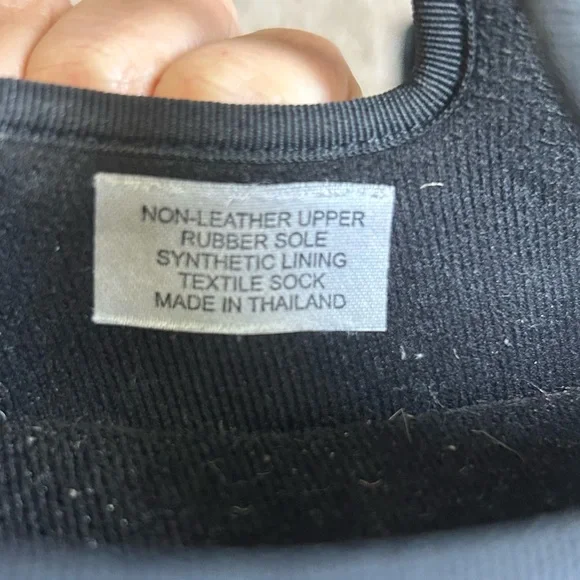 NON-LEATHER UPPER
RUBBER SOLE
SYNTHETIC LINING
TEXTILE SOCK
MADE IN THAILAND